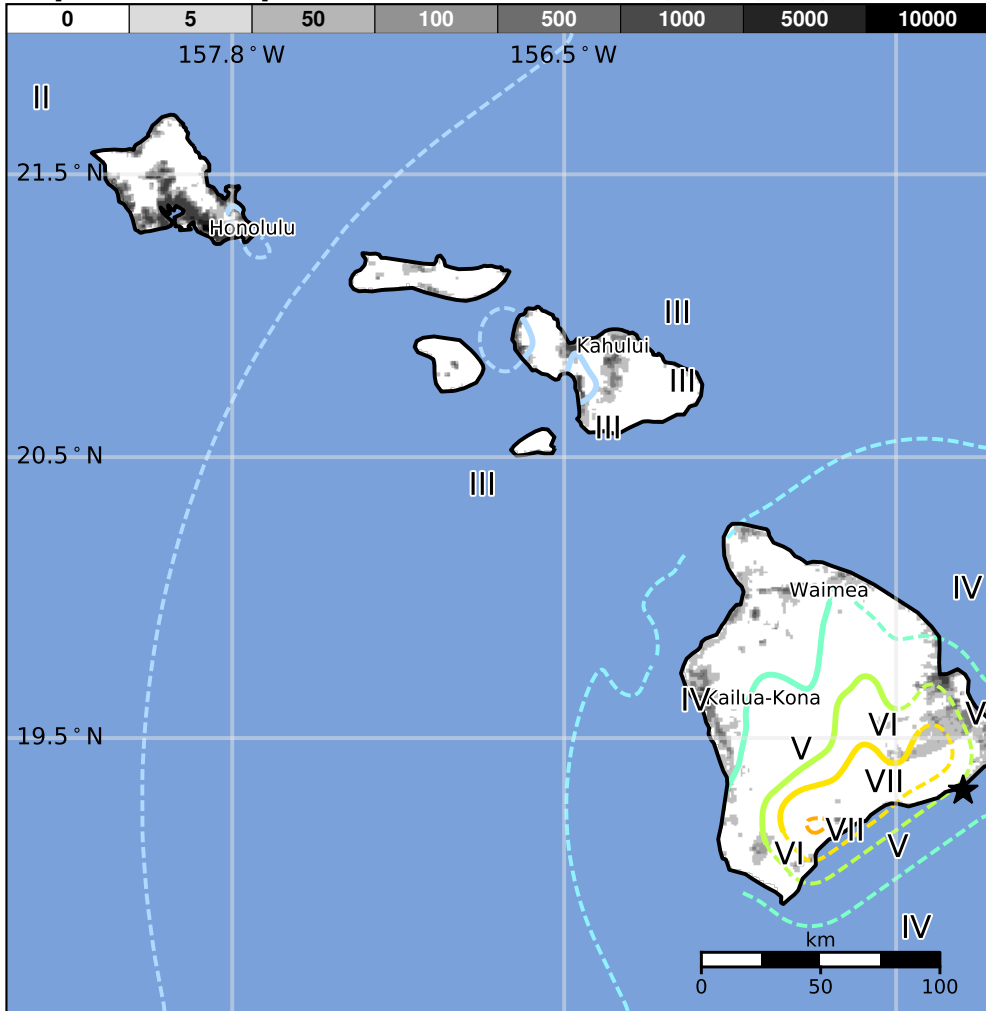 0 5 50 100 500 1000 5000 10000
157.8°W 156.5°W
II
21.5°N
Honolulu
III
Kahului
III
III
20.5°N
III
IV
Waimea
IV Kailua-Kona
V
VI
19.5°N
V
VII
VII
V
VI
IV
km
0 50 100